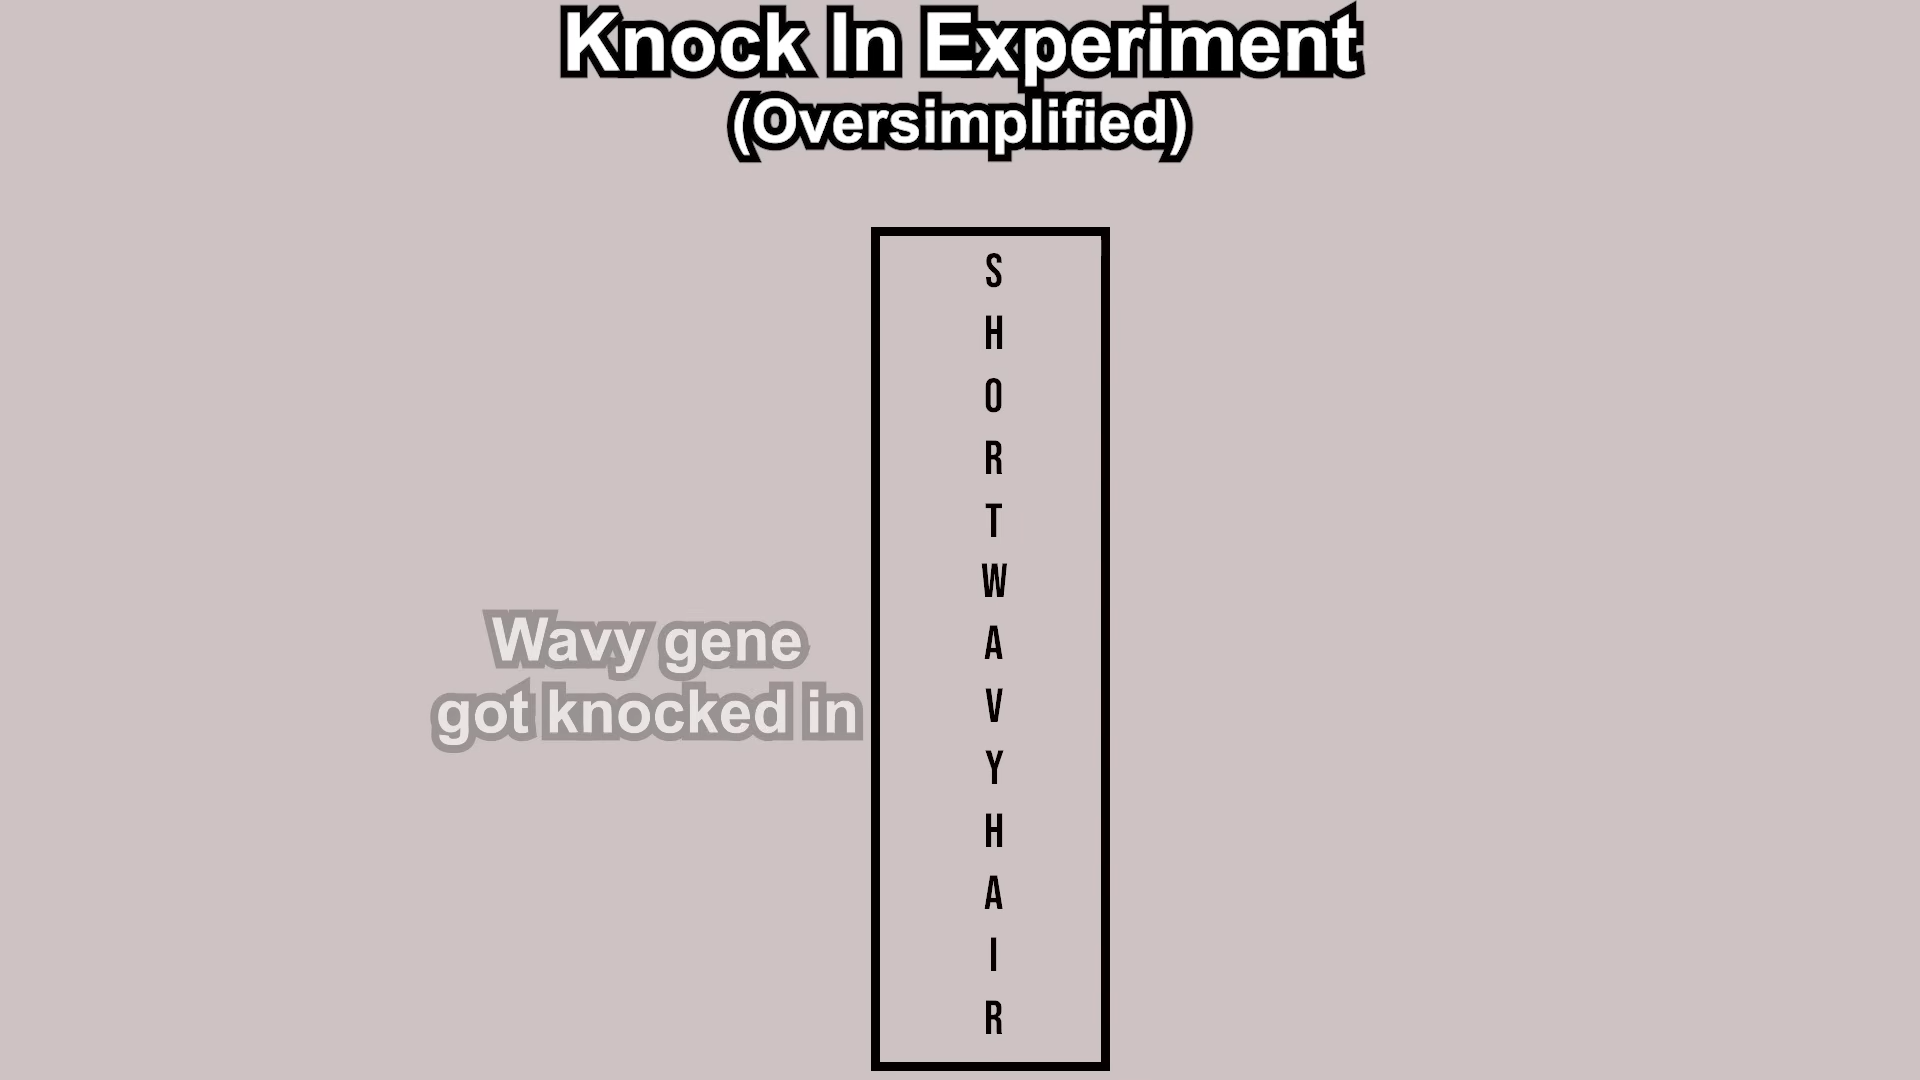 Knock In Experiment
(Oversimplified)
S
H
O
R
T
W
A
V
Y
H
A
I
R
Wavy gene
got knocked in